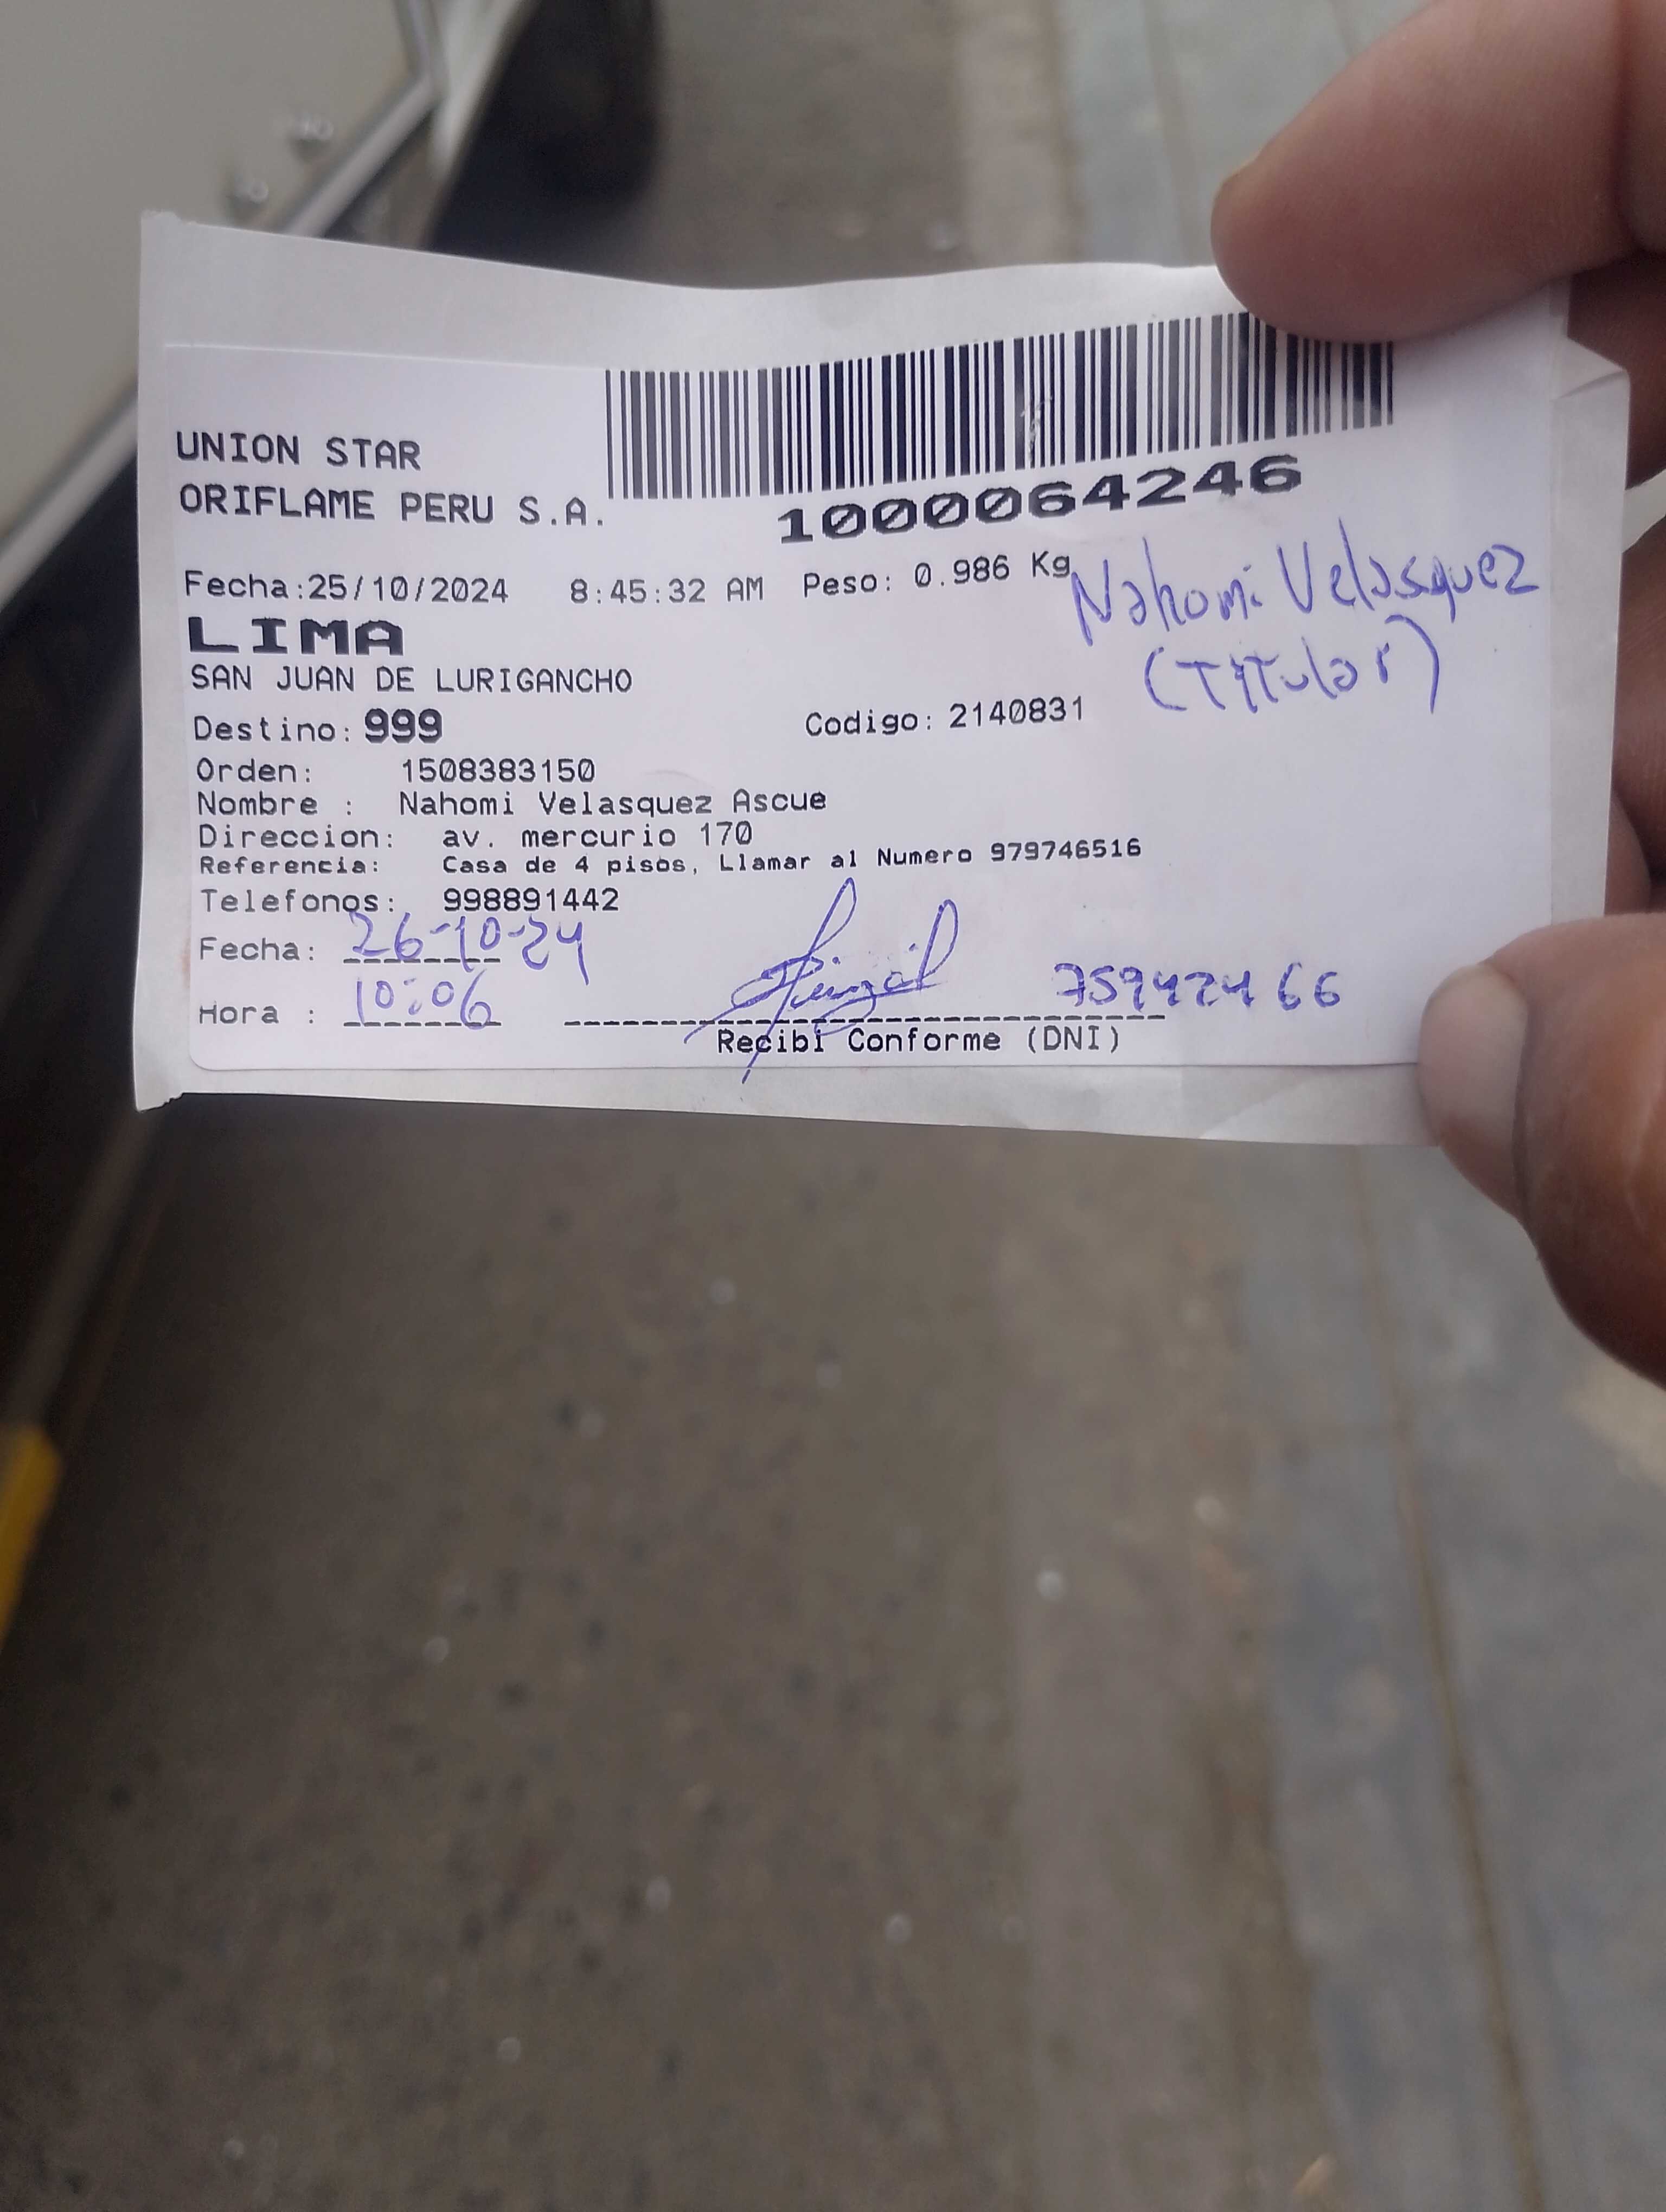 UNION STAR
ORIFLAME PERU S.A.
1000064246
Fecha:25/10/2024 8:45:32 AM Peso: 0.986 Kg
Nahomi Velasquez
(Titular)
LIMA
SAN JUAN DE LURIGANCHO
Destino: 999 Codigo: 2140831
Orden: 1508383150
Nombre : Nahomi Velasquez Ascue
Direccion: av. mercurio 170
Referencia: Casa de 4 pisos, Llamar al Numero 979746516
Telefonos: 998891442
Fecha: 26-10-24
Hora : 10:06 75942466
Recibi Conforme (DNI)